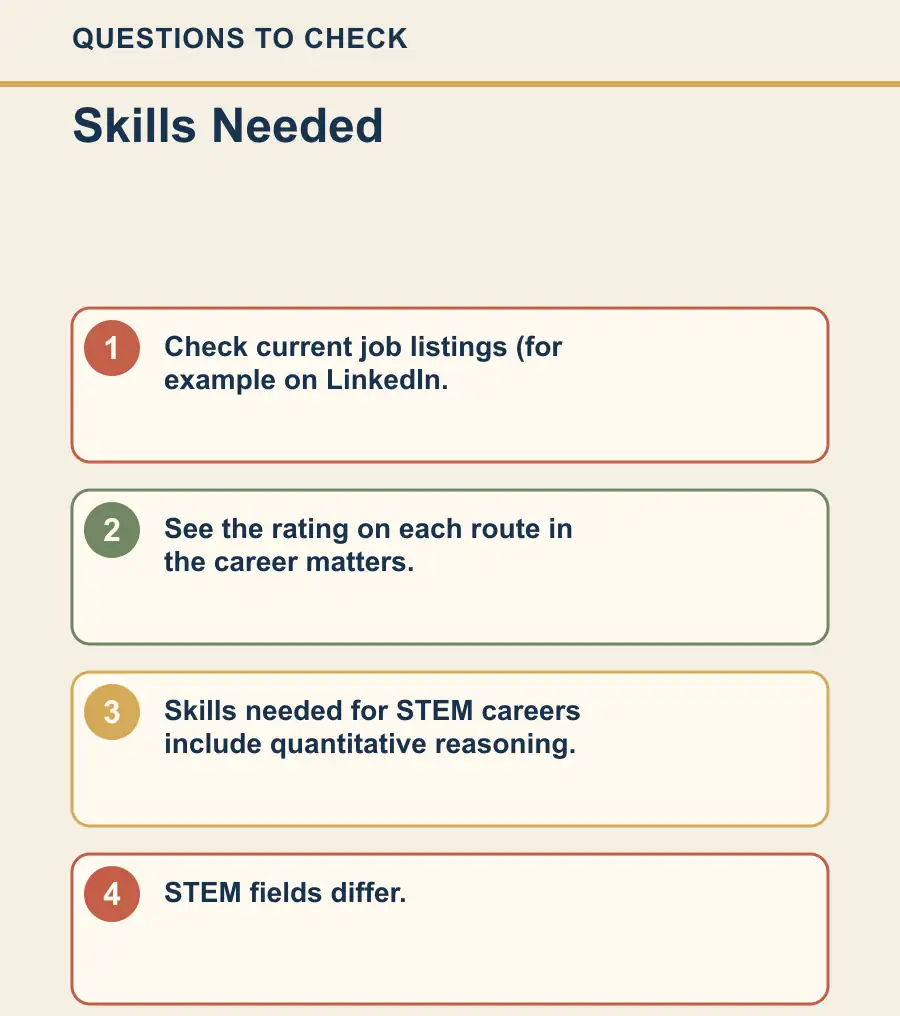 QUESTIONS TO CHECK
Skills Needed
1
Check current job listings (for
example on LinkedIn.
2
See the rating on each route in
the career matters.
3
Skills needed for STEM careers
include quantitative reasoning.
4
STEM fields differ.